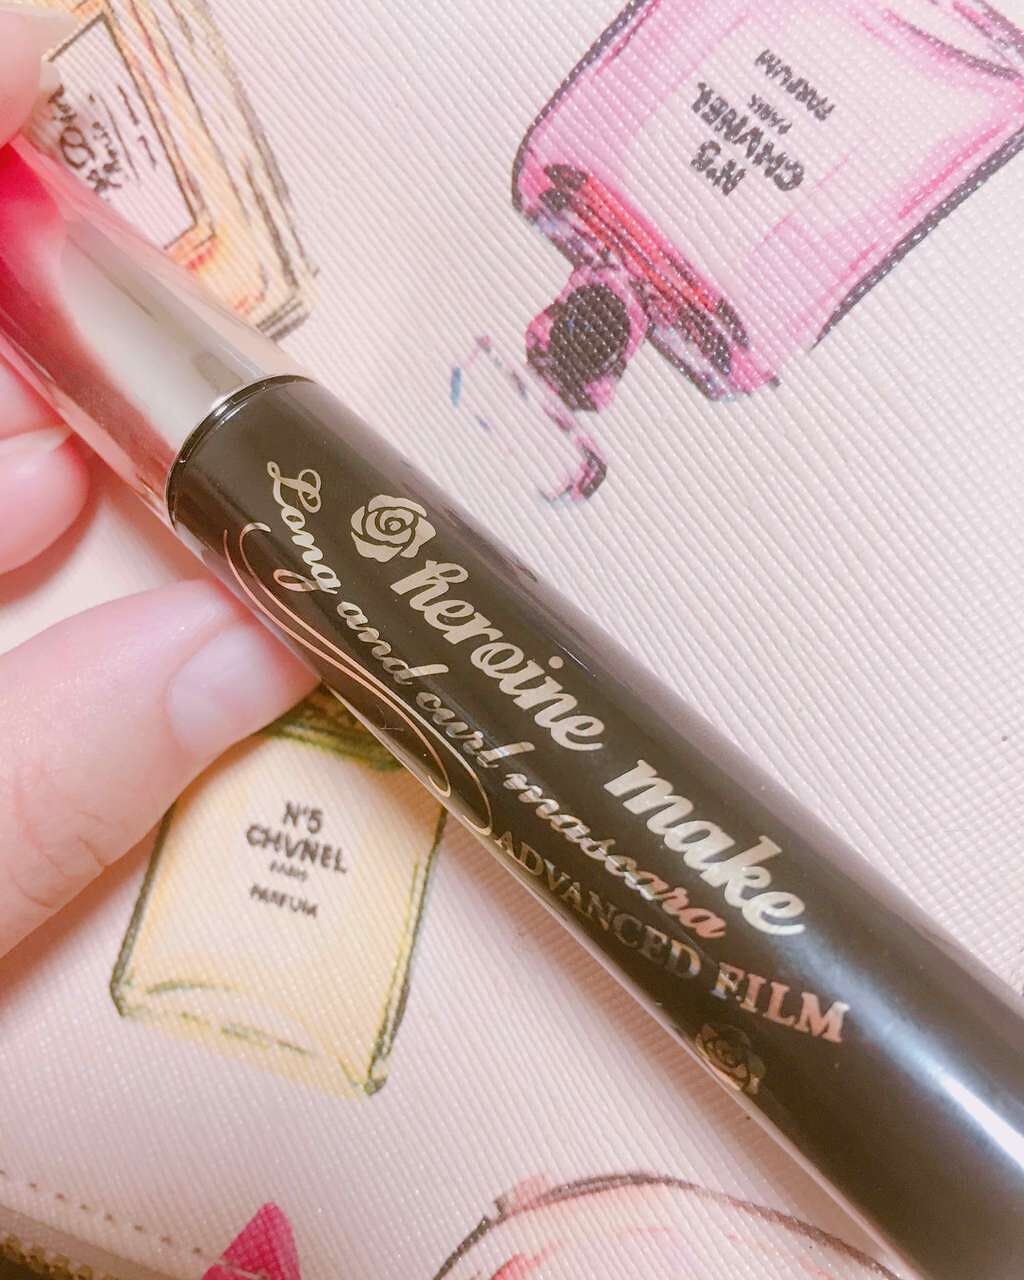 heroine make
Long and curl mascara
ADVANCED FILM
N°5
CHVNEL
PARIS
PARFUM
N°5
CHVNEL
PARIS
PARFUM